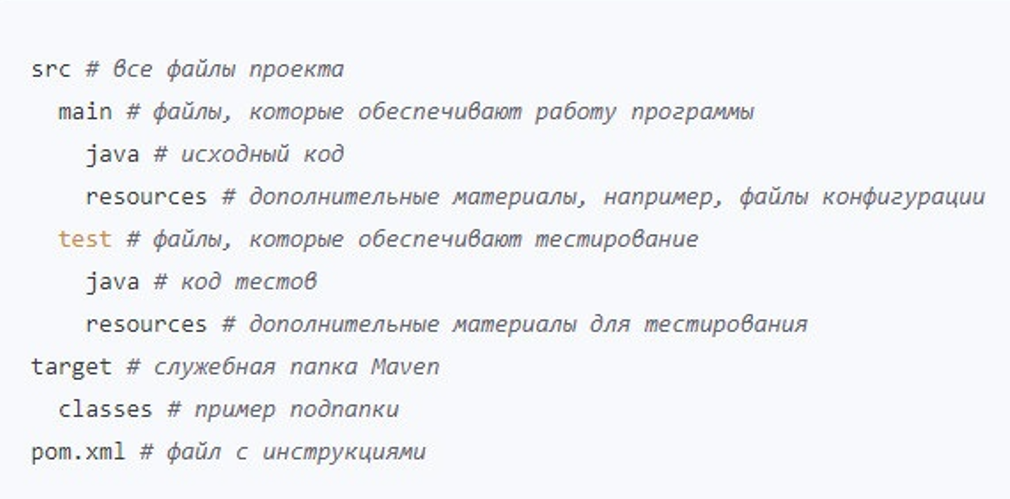 src # все файлы проекта
main # файлы, которые обеспечивают работу программы
java # исходный код
resources # дополнительные материалы, например, файлы конфигурации
test # файлы, которые обеспечивают тестирование
java # код тестов
resources # дополнительные материалы для тестирования
target # служебная папка Maven
classes # пример подпапки
pom.xml # файл с инструкциями